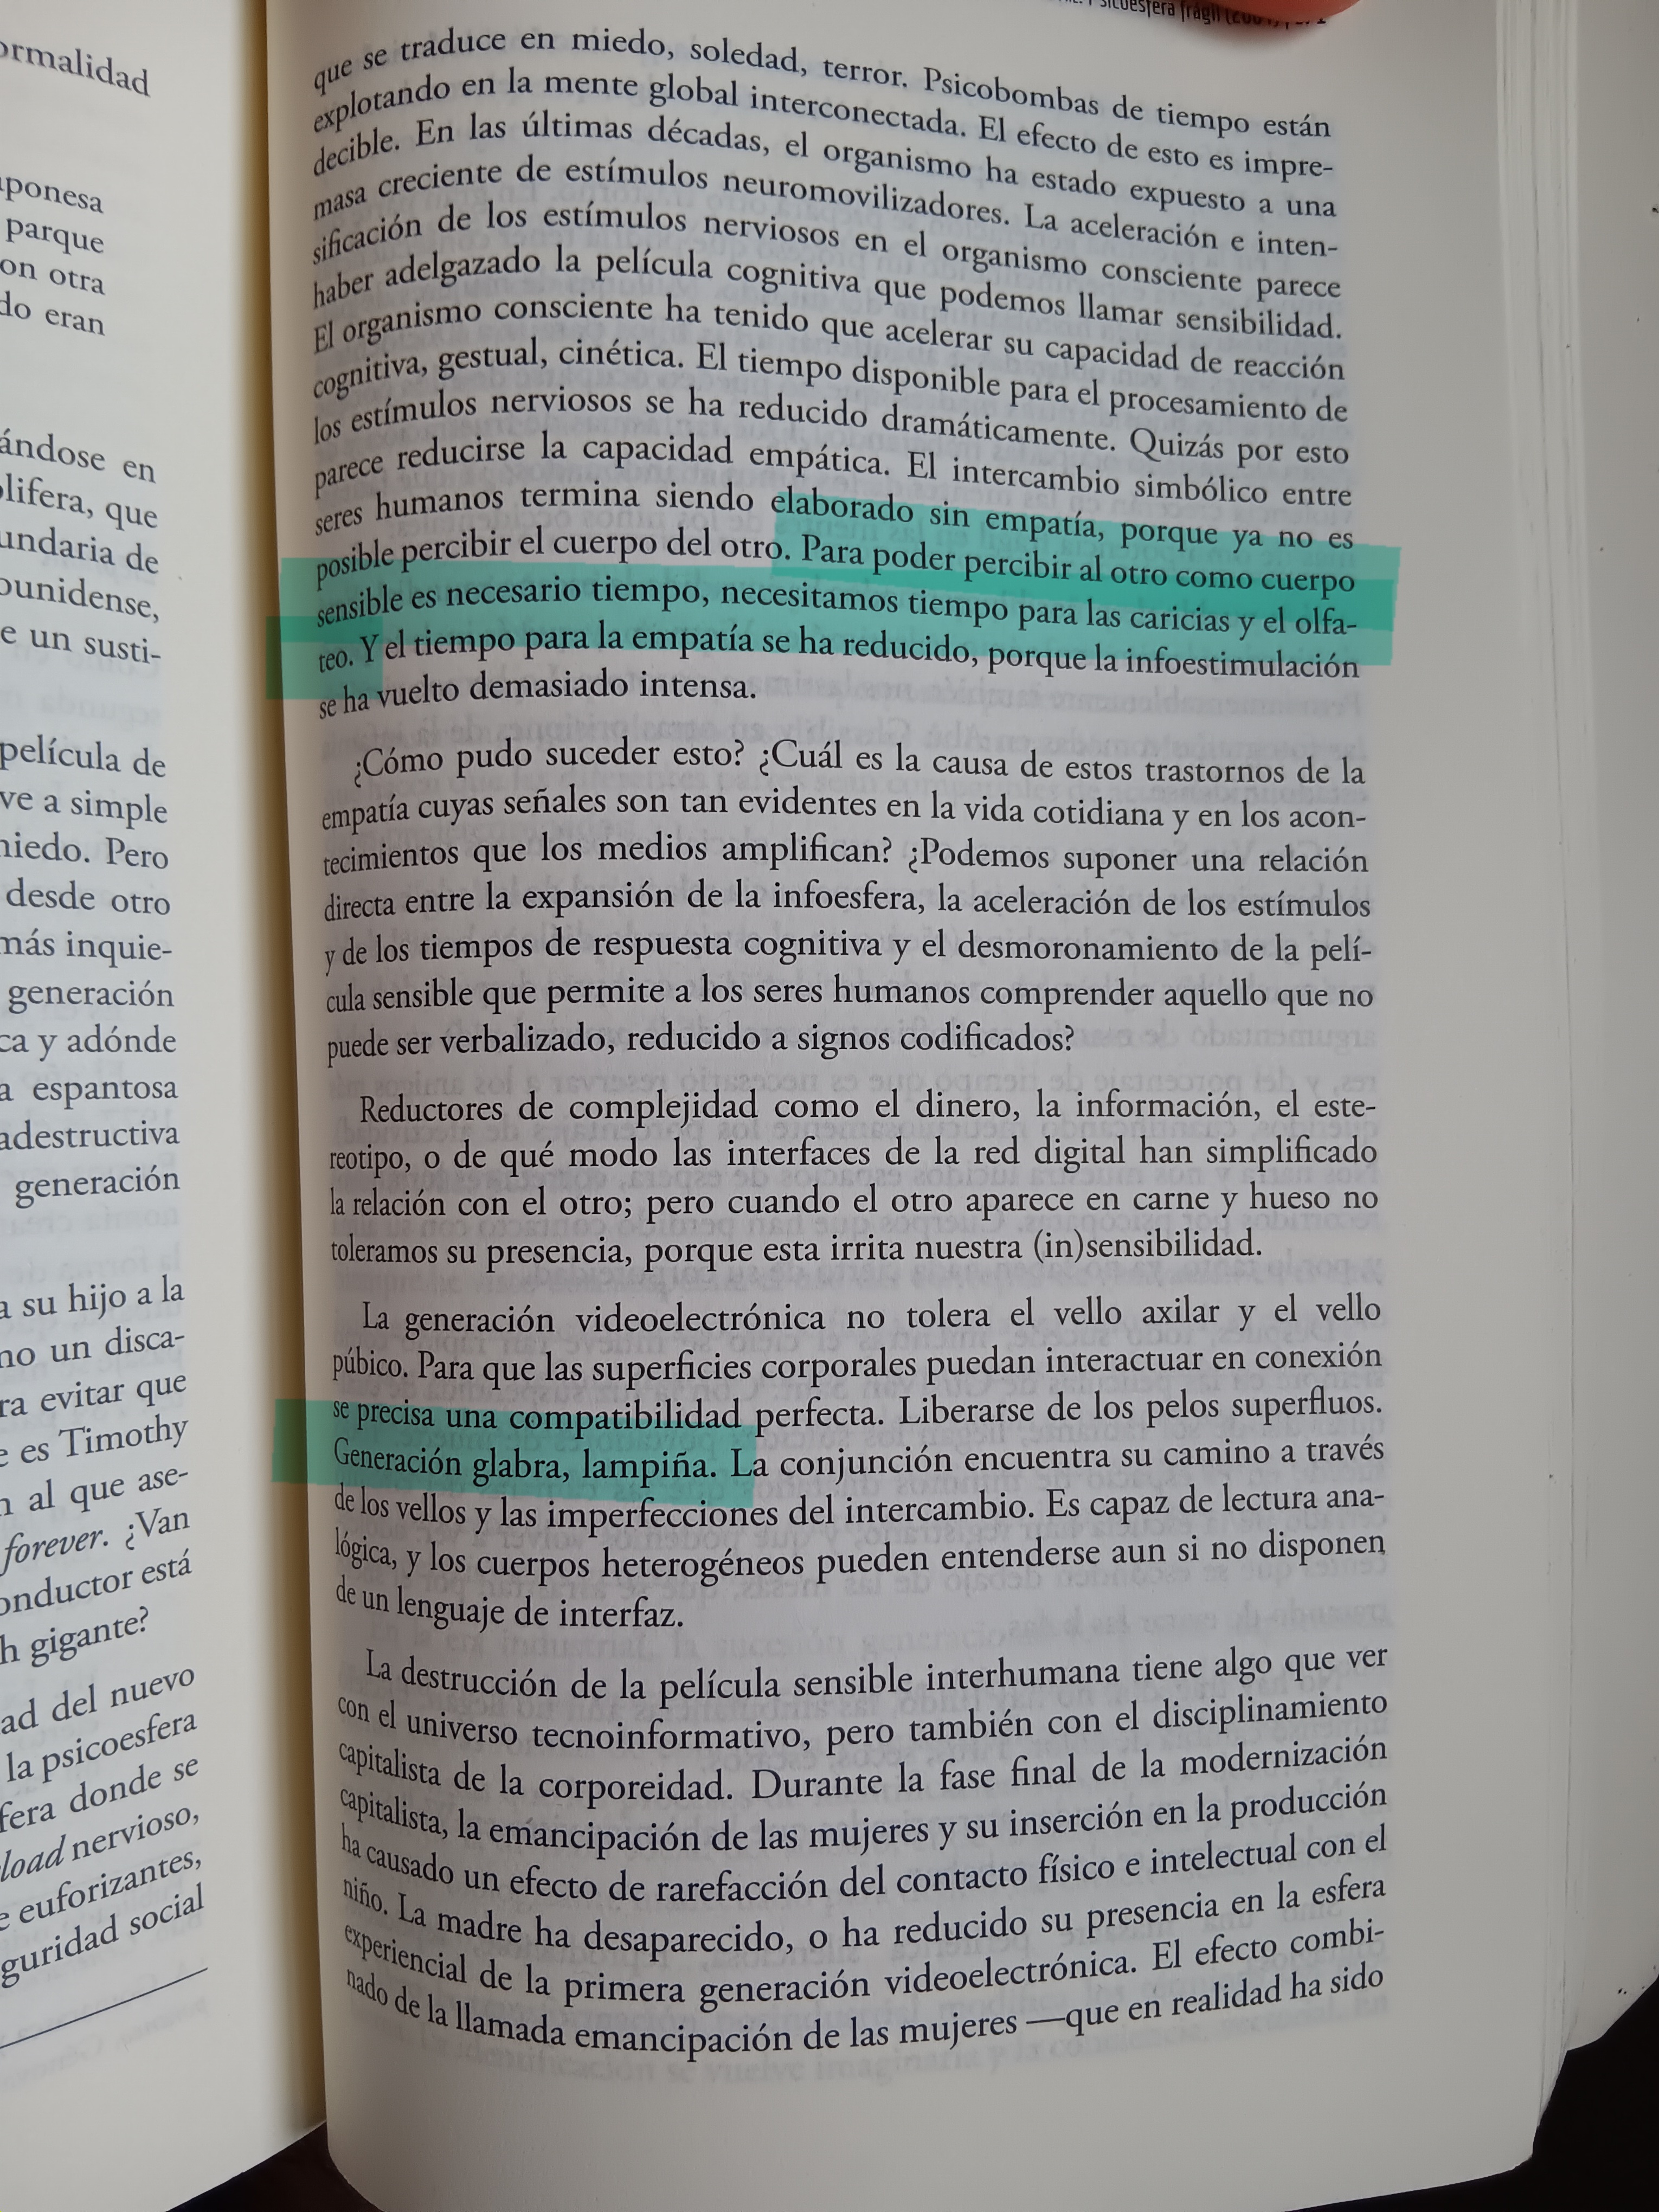 ormalidad
ponesa
parque
on otra
do eran
ándose en
lifera, que
undaria de
ounidense,
e un susti-
película de
ve a simple
niedo. Pero
desde otro
más inquie-
generación
ca y adónde
a espantosa
adestructiva
generación
a su hijo a la
no un disca-
ra evitar que
e es Timothy
n al que ase-
forever. ¿Van
onductor está
h gigante?
ad del nuevo
la psicoesfera
fera donde se
load nervioso,
e euforizantes,
guridad social
Psicoesfera frágil
que se traduce en miedo, soledad, terror. Psicobombas de tiempo están
explotando en la mente global interconectada. El efecto de esto es impre-
decible. En las últimas décadas, el organismo ha estado expuesto a una
masa creciente de estímulos neuromovilizadores. La aceleración e inten-
sificación de los estímulos nerviosos en el organismo consciente parece
haber adelgazado la película cognitiva que podemos llamar sensibilidad.
El organismo consciente ha tenido que acelerar su capacidad de reacción
cognitiva, gestual, cinética. El tiempo disponible para el procesamiento de
los estímulos nerviosos se ha reducido dramáticamente. Quizás por esto
parece reducirse la capacidad empática. El intercambio simbólico entre
seres humanos termina siendo elaborado sin empatía, porque ya no es
posible percibir el cuerpo del otro. Para poder percibir al otro como cuerpo
sensible es necesario tiempo, necesitamos tiempo para las caricias y el olfa-
teo. Y el tiempo para la empatía se ha reducido, porque la infoestimulación
se ha vuelto demasiado intensa.
¿Cómo pudo suceder esto? ¿Cuál es la causa de estos trastornos de la
empatía cuyas señales son tan evidentes en la vida cotidiana y en los acon-
tecimientos que los medios amplifican? ¿Podemos suponer una relación
directa entre la expansión de la infoesfera, la aceleración de los estímulos
y de los tiempos de respuesta cognitiva y el desmoronamiento de la pelí-
cula sensible que permite a los seres humanos comprender aquello que no
puede ser verbalizado, reducido a signos codificados?
Reductores de complejidad como el dinero, la información, el este-
reotipo, o de qué modo las interfaces de la red digital han simplificado
la relación con el otro; pero cuando el otro aparece en carne y hueso no
toleramos su presencia, porque esta irrita nuestra (in)sensibilidad.
La generación videoelectrónica no tolera el vello axilar y el vello
púbico. Para que las superficies corporales puedan interactuar en conexión
se precisa una compatibilidad perfecta. Liberarse de los pelos superfluos.
Generación glabra, lampiña. La conjunción encuentra su camino a través
de los vellos y las imperfecciones del intercambio. Es capaz de lectura ana-
lógica, y los cuerpos heterogéneos pueden entenderse aun si no disponen
de un lenguaje de interfaz.
La destrucción de la película sensible interhumana tiene algo que ver
con el universo tecnoinformativo, pero también con el disciplinamiento
capitalista de la corporeidad. Durante la fase final de la modernización
capitalista, la emancipación de las mujeres y su inserción en la producción
ha causado un efecto de rarefacción del contacto físico e intelectual con el
niño. La madre ha desaparecido, o ha reducido su presencia en la esfera
experiencial de la primera generación videoelectrónica. El efecto combi-
nado de la llamada emancipación de las mujeres —que en realidad ha sido